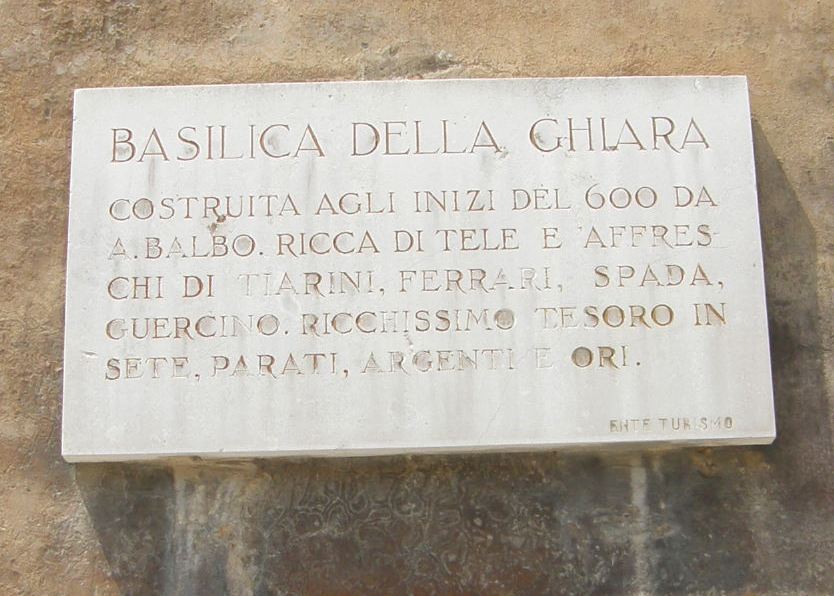 BASILICA DELLA GHIARA
COSTRUITA AGLI INIZI DEL 600 DA
A. BALBO. RICCA DI TELE E AFFRES
CHI DI TIARINI, FERRARI, SPADA,
GUERCINO. RICCHISSIMO TESORO IN
SETE, PARATI, ARGENTI E ORI.
ENTE TURISMO